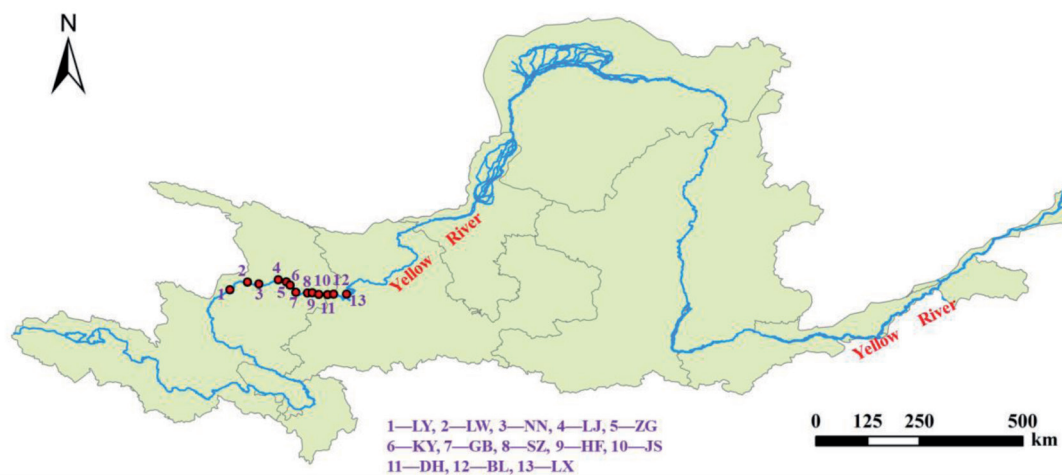 N
Yellow River
2 4 6 8 10 12
1 3 5 7 9 11 13
Yellow River
1—LY, 2—LW, 3—NN, 4—LJ, 5—ZG
6—KY, 7—GB, 8—SZ, 9—HF, 10—JS
11—DH, 12—BL, 13—LX
0 125 250 500
km